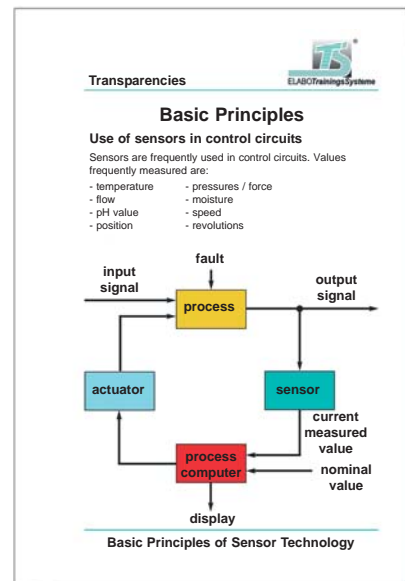 TS®
ELABOTrainingsSysteme
Transparencies
Basic Principles
Use of sensors in control circuits
Sensors are frequently used in control circuits. Values
frequently measured are:
- temperature - pressures / force
- flow - moisture
- pH value - speed
- position - revolutions
fault
input
signal
output
signal
process
actuator
sensor
current
measured
value
process
computer
nominal
value
display
Basic Principles of Sensor Technology